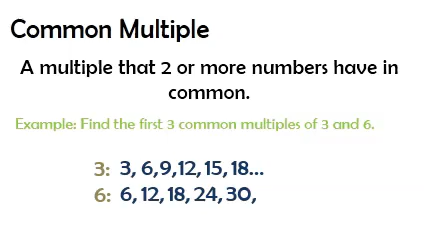 Common Multiple
A multiple that 2 or more numbers have in
common.
Example: Find the first 3 common multiples of 3 and 6.
3: 3, 6,9,12,15,18...
6: 6,12,18,24,30,